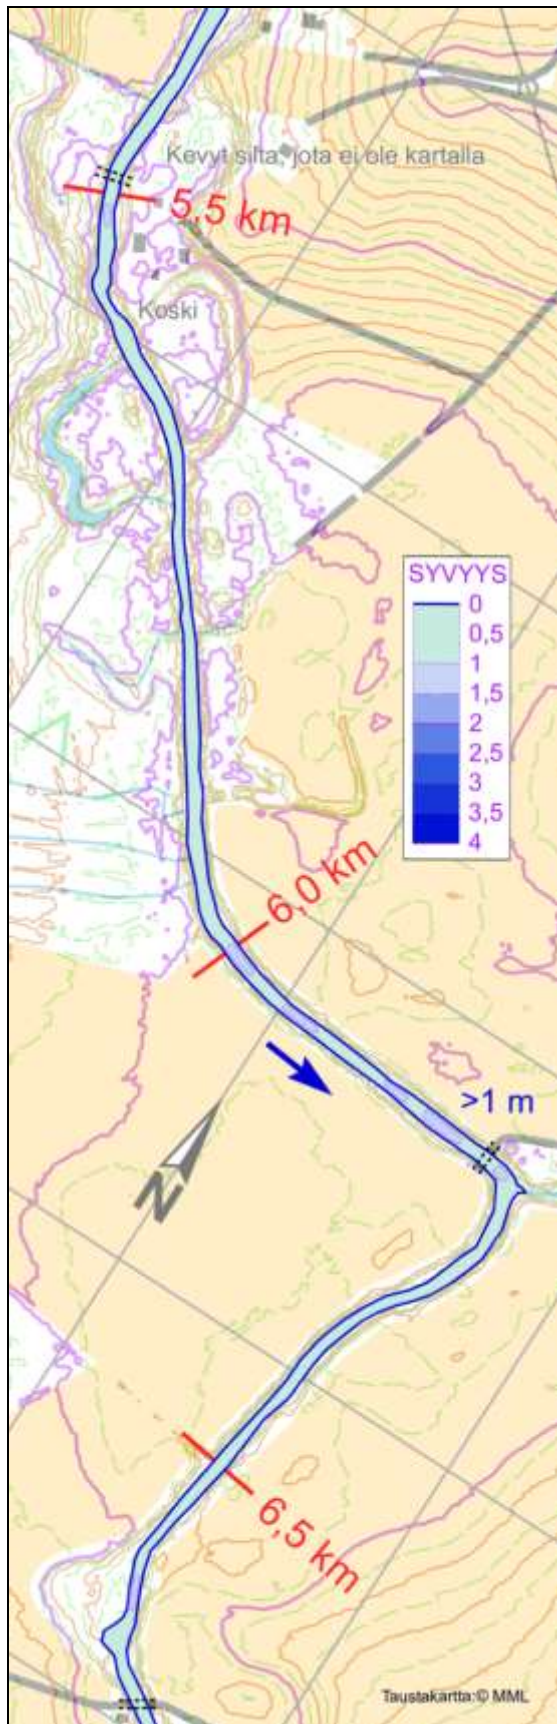 Kevyt silta, jota ei ole kartalla
5,5 km
Koski
SYVYYS
0
0,5
1
1,5
2
2,5
3
3,5
4
6,0 km
>1 m
N
6,5 km
Taustakartta:© MML